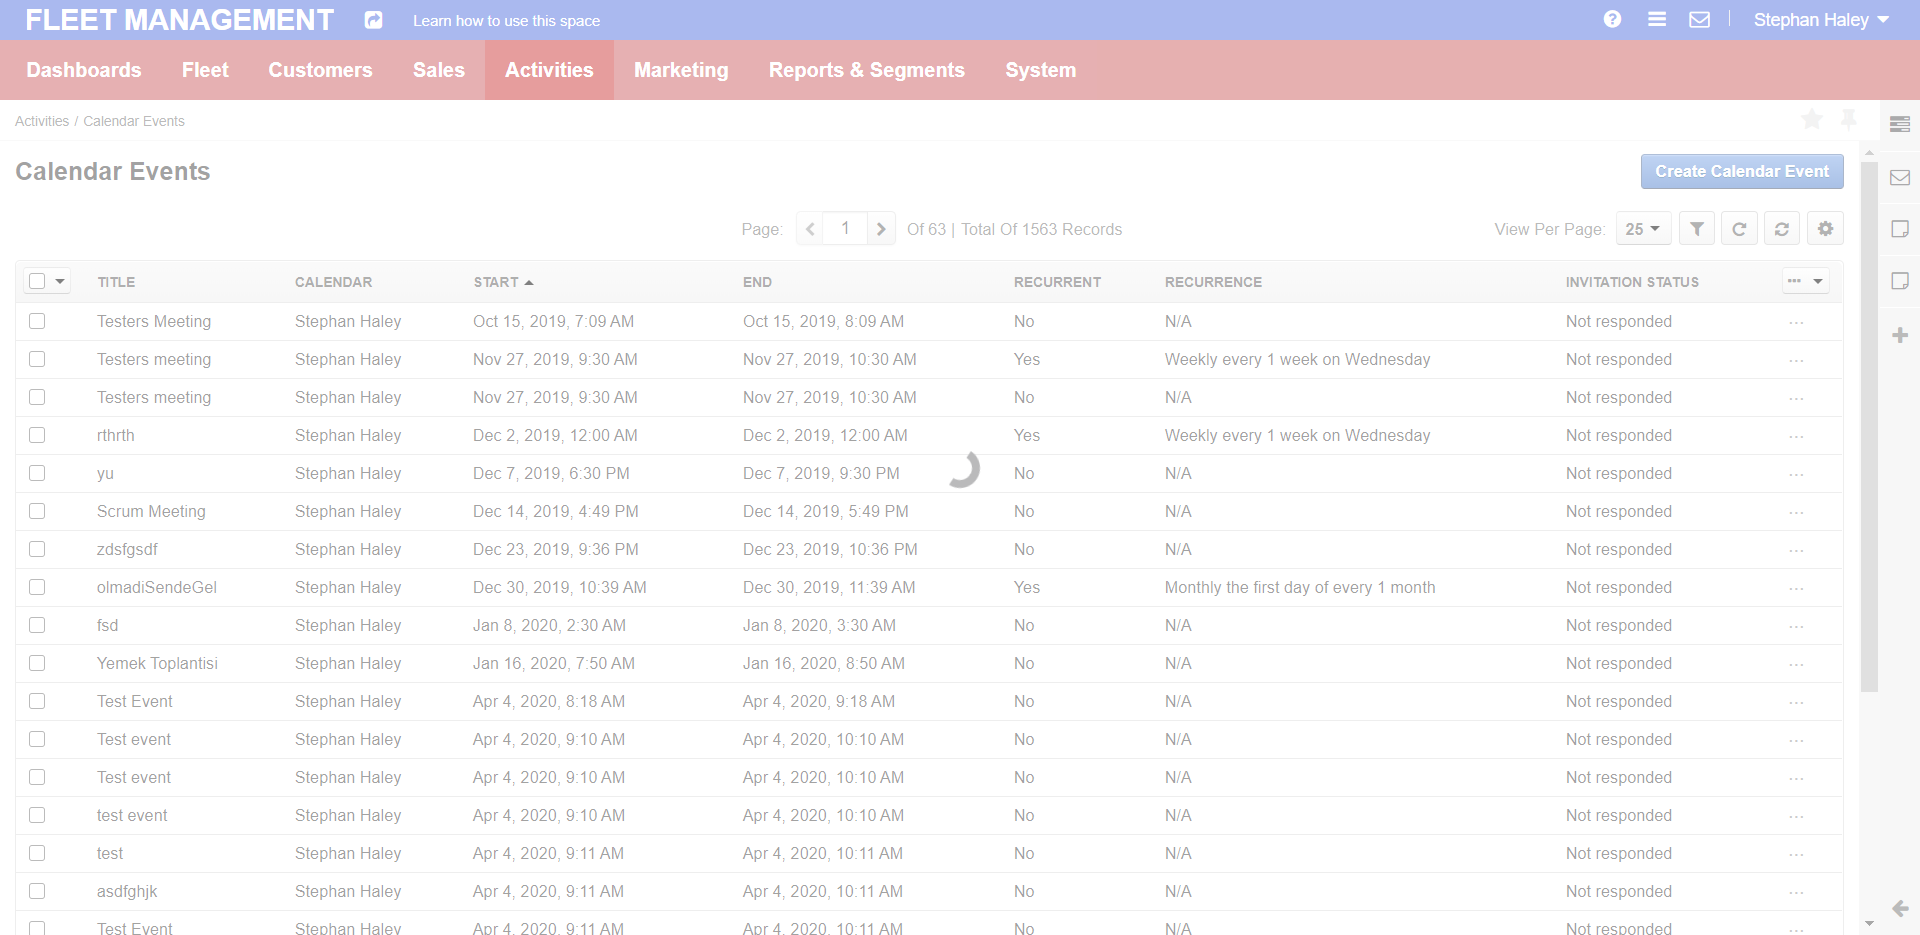 FLEET MANAGEMENT Learn how to use this space Stephan Haley
Dashboards Fleet Customers Sales Activities Marketing Reports & Segments System
Activities / Calendar Events
Calendar Events Create Calendar Event
Page: 1 Of 63 | Total Of 1563 Records View Per Page: 25
TITLE CALENDAR START END RECURRENT RECURRENCE INVITATION STATUS
Testers Meeting Stephan Haley Oct 15, 2019, 7:09 AM Oct 15, 2019, 8:09 AM No N/A Not responded ...
Testers meeting Stephan Haley Nov 27, 2019, 9:30 AM Nov 27, 2019, 10:30 AM Yes Weekly every 1 week on Wednesday Not responded ...
Testers meeting Stephan Haley Nov 27, 2019, 9:30 AM Nov 27, 2019, 10:30 AM No N/A Not responded ...
rthrth Stephan Haley Dec 2, 2019, 12:00 AM Dec 2, 2019, 12:00 AM Yes Weekly every 1 week on Wednesday Not responded ...
yu Stephan Haley Dec 7, 2019, 6:30 PM Dec 7, 2019, 9:30 PM No N/A Not responded ...
Scrum Meeting Stephan Haley Dec 14, 2019, 4:49 PM Dec 14, 2019, 5:49 PM No N/A Not responded ...
zdsfgsdf Stephan Haley Dec 23, 2019, 9:36 PM Dec 23, 2019, 10:36 PM No N/A Not responded ...
olmadiSendeGel Stephan Haley Dec 30, 2019, 10:39 AM Dec 30, 2019, 11:39 AM Yes Monthly the first day of every 1 month Not responded ...
fsd Stephan Haley Jan 8, 2020, 2:30 AM Jan 8, 2020, 3:30 AM No N/A Not responded ...
Yemek Toplantisi Stephan Haley Jan 16, 2020, 7:50 AM Jan 16, 2020, 8:50 AM No N/A Not responded ...
Test Event Stephan Haley Apr 4, 2020, 8:18 AM Apr 4, 2020, 9:18 AM No N/A Not responded ...
Test event Stephan Haley Apr 4, 2020, 9:10 AM Apr 4, 2020, 10:10 AM No N/A Not responded ...
Test event Stephan Haley Apr 4, 2020, 9:10 AM Apr 4, 2020, 10:10 AM No N/A Not responded ...
test event Stephan Haley Apr 4, 2020, 9:10 AM Apr 4, 2020, 10:10 AM No N/A Not responded ...
test Stephan Haley Apr 4, 2020, 9:11 AM Apr 4, 2020, 10:11 AM No N/A Not responded ...
asdfghjk Stephan Haley Apr 4, 2020, 9:11 AM Apr 4, 2020, 10:11 AM No N/A Not responded ...
Test Event Stephan Haley Apr 4, 2020, 9:11 AM Apr 4, 2020, 10:11 AM No N/A Not responded ...